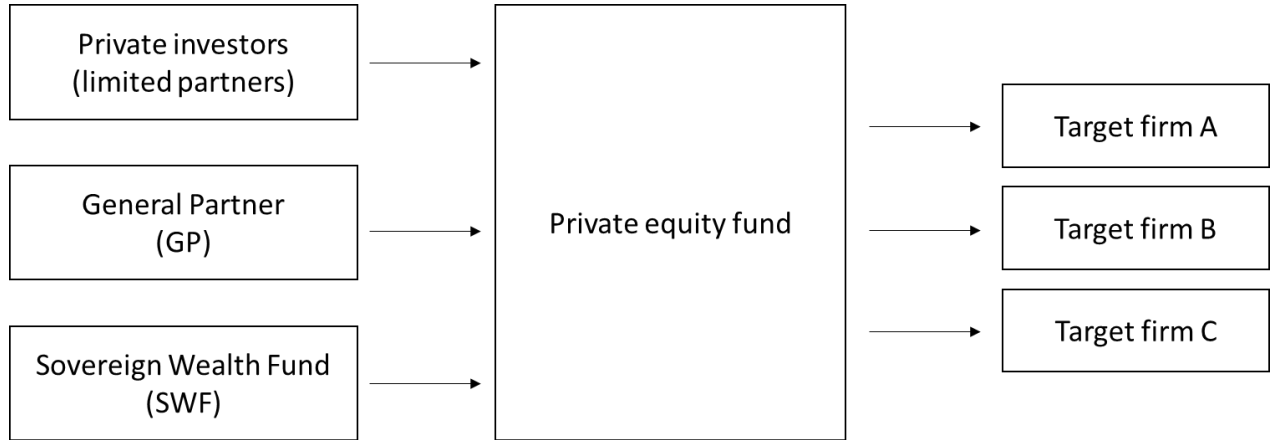 Private investors
(limited partners)
General Partner
(GP)
Sovereign Wealth Fund
(SWF)
Private equity fund
Target firm A
Target firm B
Target firm C